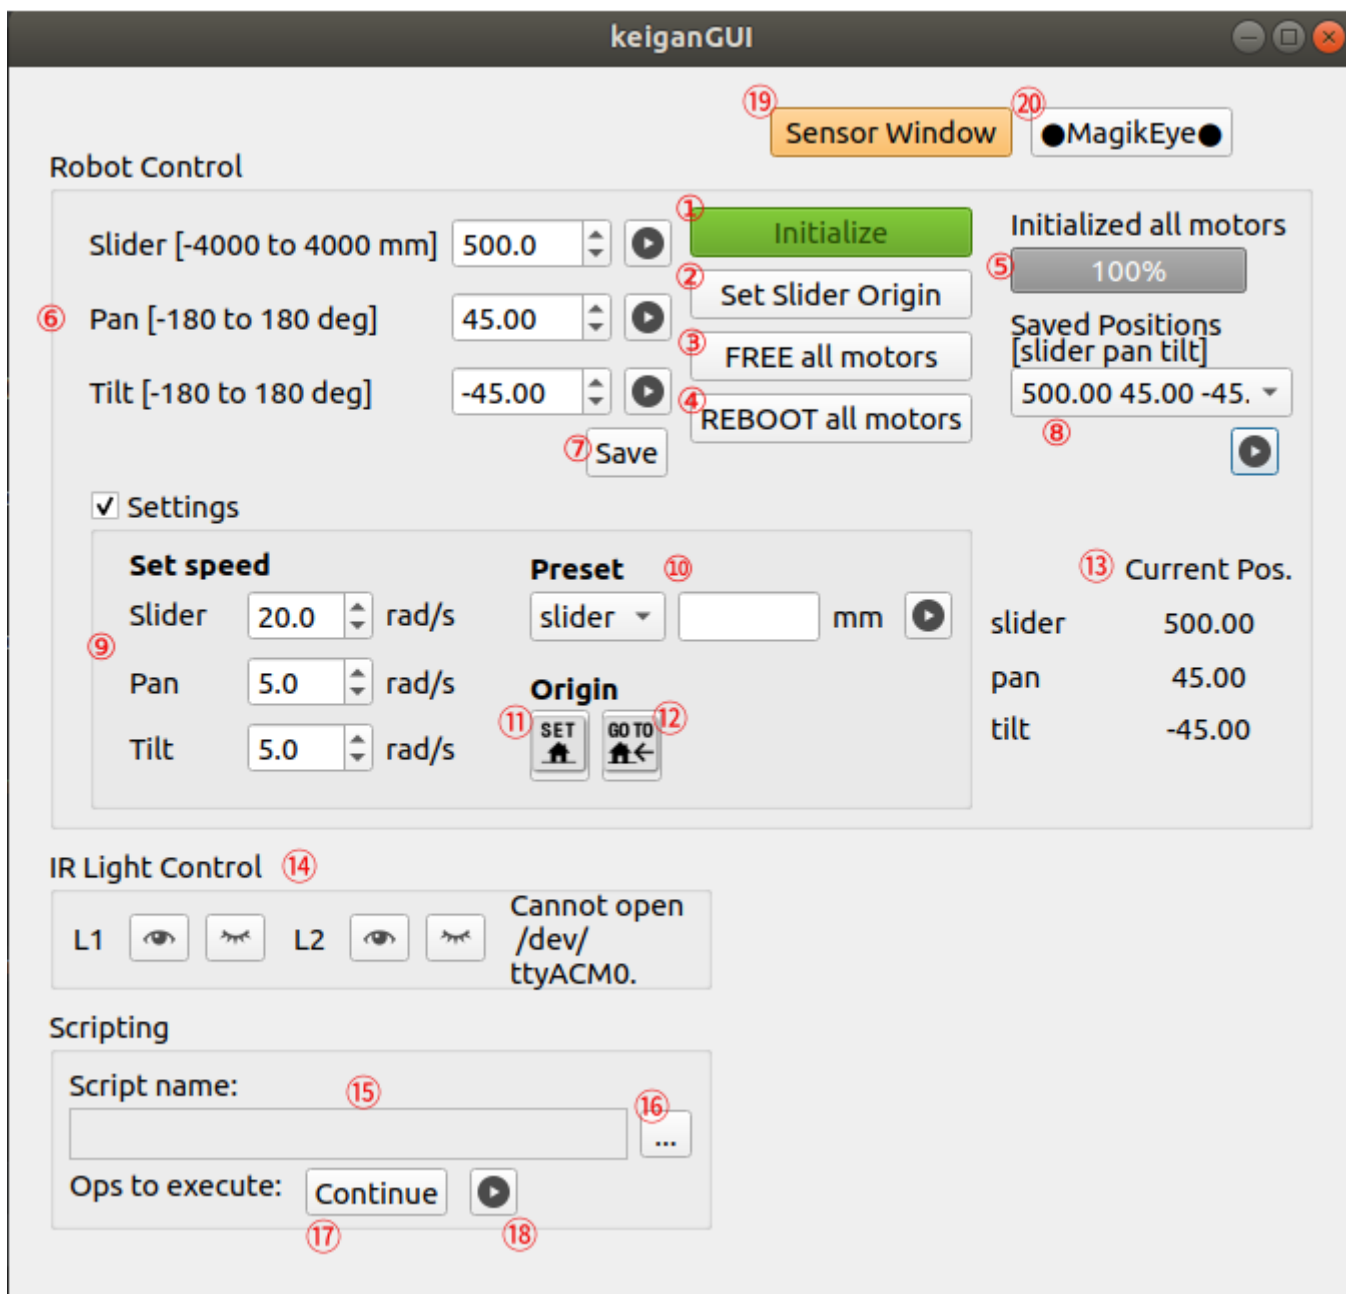 keiganGUI
⑲ Sensor Window ⑳ ●MagikEye●
Robot Control
Slider [-4000 to 4000 mm] 500.0
① Initialize
Initialized all motors
⑤ 100%
② Set Slider Origin
⑥ Pan [-180 to 180 deg] 45.00
③ FREE all motors
Saved Positions
[slider pan tilt]
500.00 45.00 -45.
⑧
Tilt [-180 to 180 deg] -45.00
④ REBOOT all motors
⑦ Save
Settings
Set speed
Slider 20.0 rad/s
⑨
Pan 5.0 rad/s
Tilt 5.0 rad/s
Preset ⑩
slider mm
Origin
⑪ SET GO TO ⑫
⑬ Current Pos.
slider 500.00
pan 45.00
tilt -45.00
IR Light Control ⑭
L1 L2
Cannot open
/dev/
ttyACM0.
Scripting
Script name: ⑮
⑯ ...
Ops to execute: Continue
⑰ ⑱